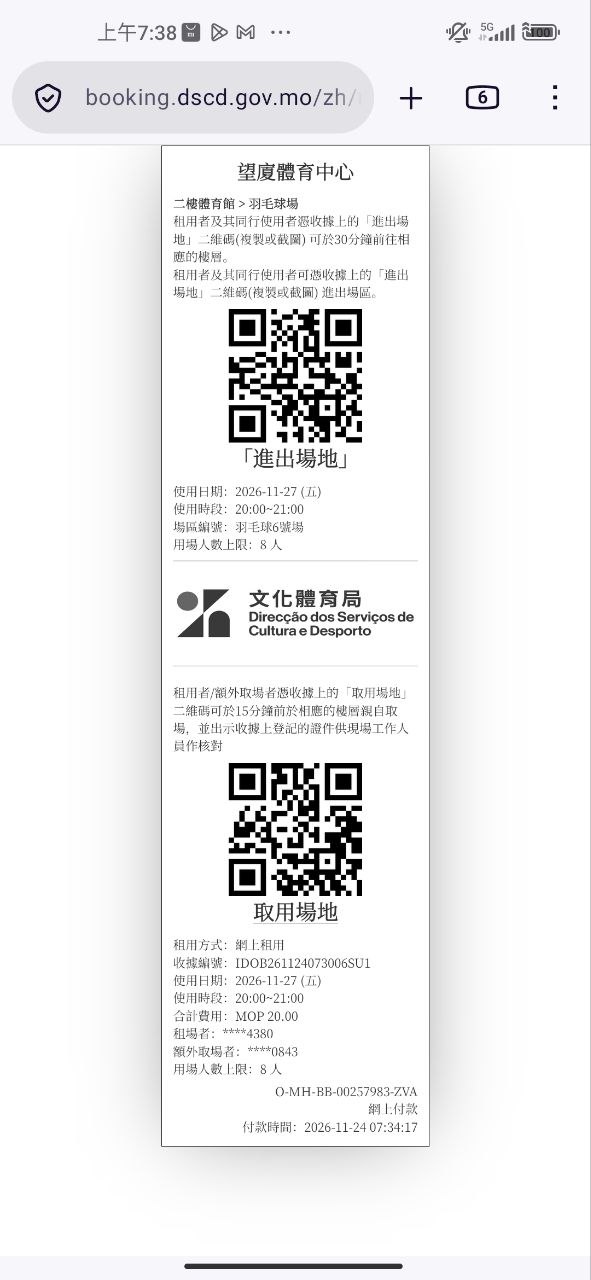 上午7:38
5G
100
booking.dscd.gov.mo/zh/
6
望廈體育中心
二樓體育館 > 羽毛球場
租用者及其同行使用者憑收據上的「進出場
地」二維碼(複製或截圖) 可於30分鐘前往相
應的樓層。
租用者及其同行使用者可憑收據上的「進出
場地」二維碼(複製或截圖) 進出場區。
「進出場地」
使用日期：2026-11-27 (五)
使用時段：20:00~21:00
場區編號：羽毛球6號場
用場人數上限：8 人
文化體育局
Direcção dos Serviços de
Cultura e Desporto
租用者/額外取場者憑收據上的「取用場地」
二維碼可於15分鐘前於相應的樓層親自取
場，並出示收據上登記的證件供現場工作人
員作核對
取用場地
租用方式：網上租用
收據編號：IDOB261124073006SU1
使用日期：2026-11-27 (五)
使用時段：20:00~21:00
合計費用：MOP 20.00
租場者：****4380
額外取場者：****0843
用場人數上限：8 人
O-MH-BB-00257983-ZVA
網上付款
付款時間：2026-11-24 07:34:17